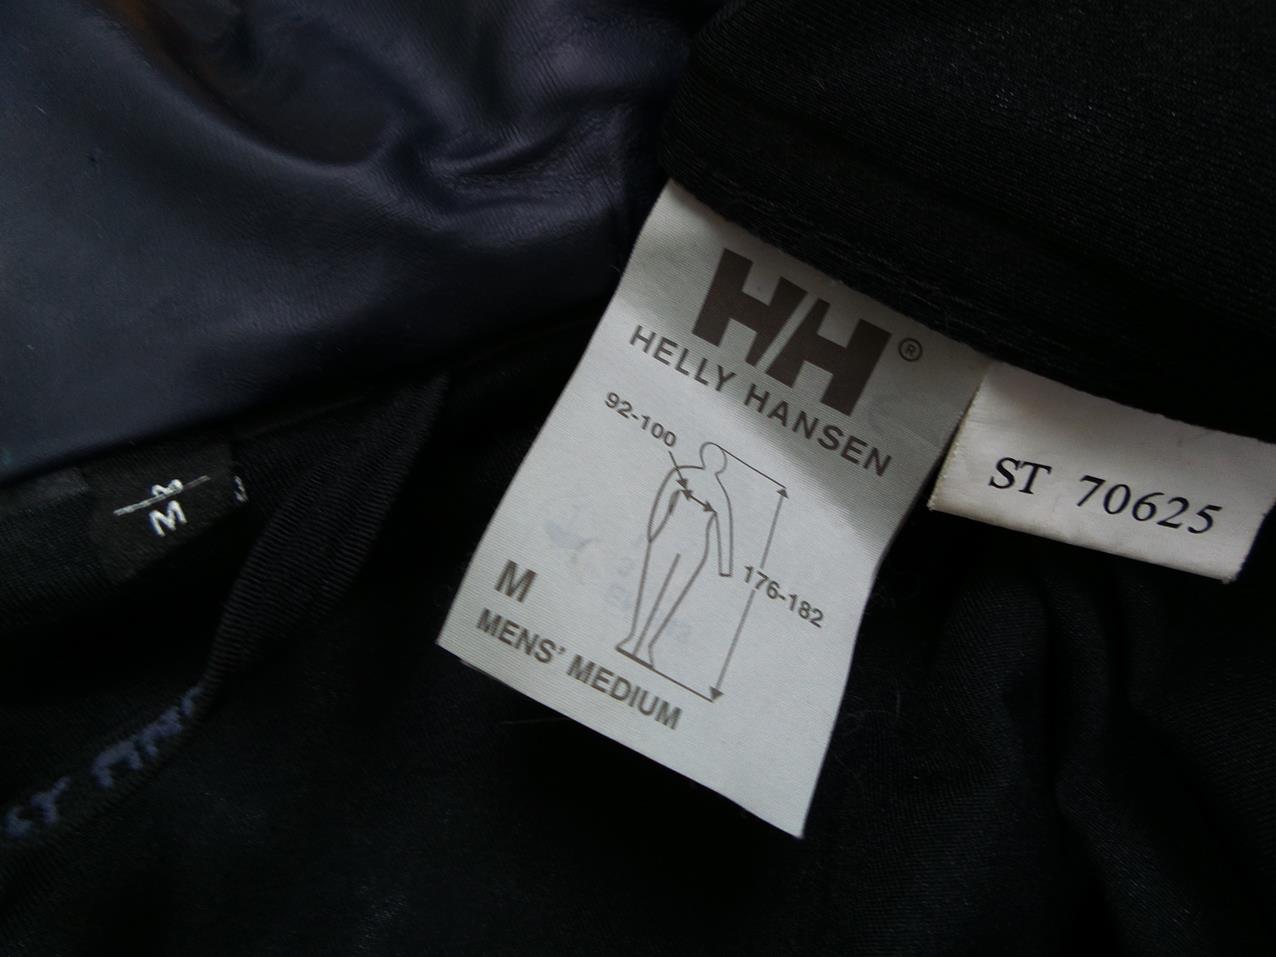 HH®
HELLY HANSEN
92-100
176-182
M
MENS' MEDIUM
ST 70625
M